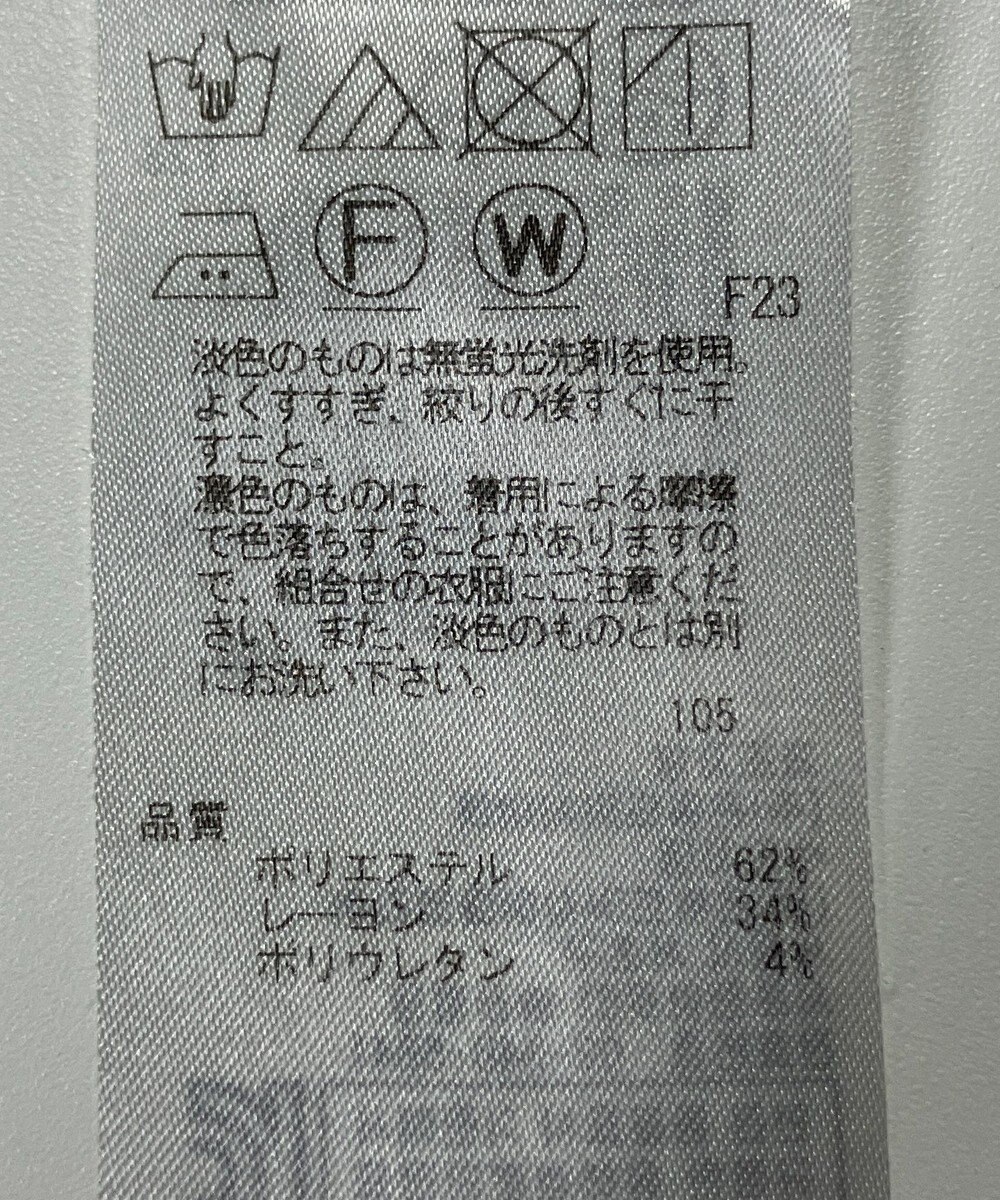 F
W
F23
淡色のものは無蛍光洗剤を使用。
よくすすぎ、絞りの後すぐに干
すこと。
濃色のものは、着用による摩擦
で色落ちすることがありますの
で、組合せの衣服にご注意くだ
さい。また、淡色のものとは別
にお洗い下さい。
105
品質
ポリエステル 62%
レーヨン 34%
ポリウレタン 4%